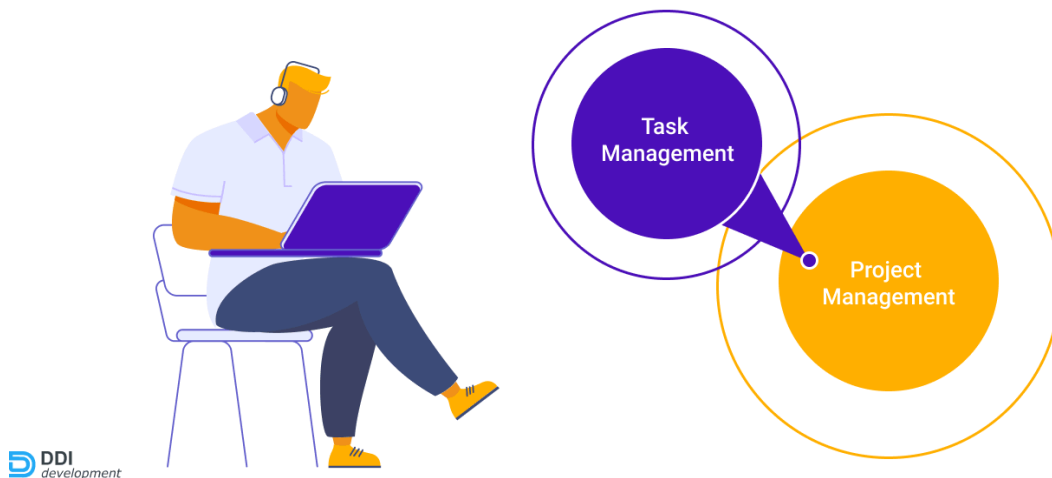 Task
Management
Project
Management
DDI
development